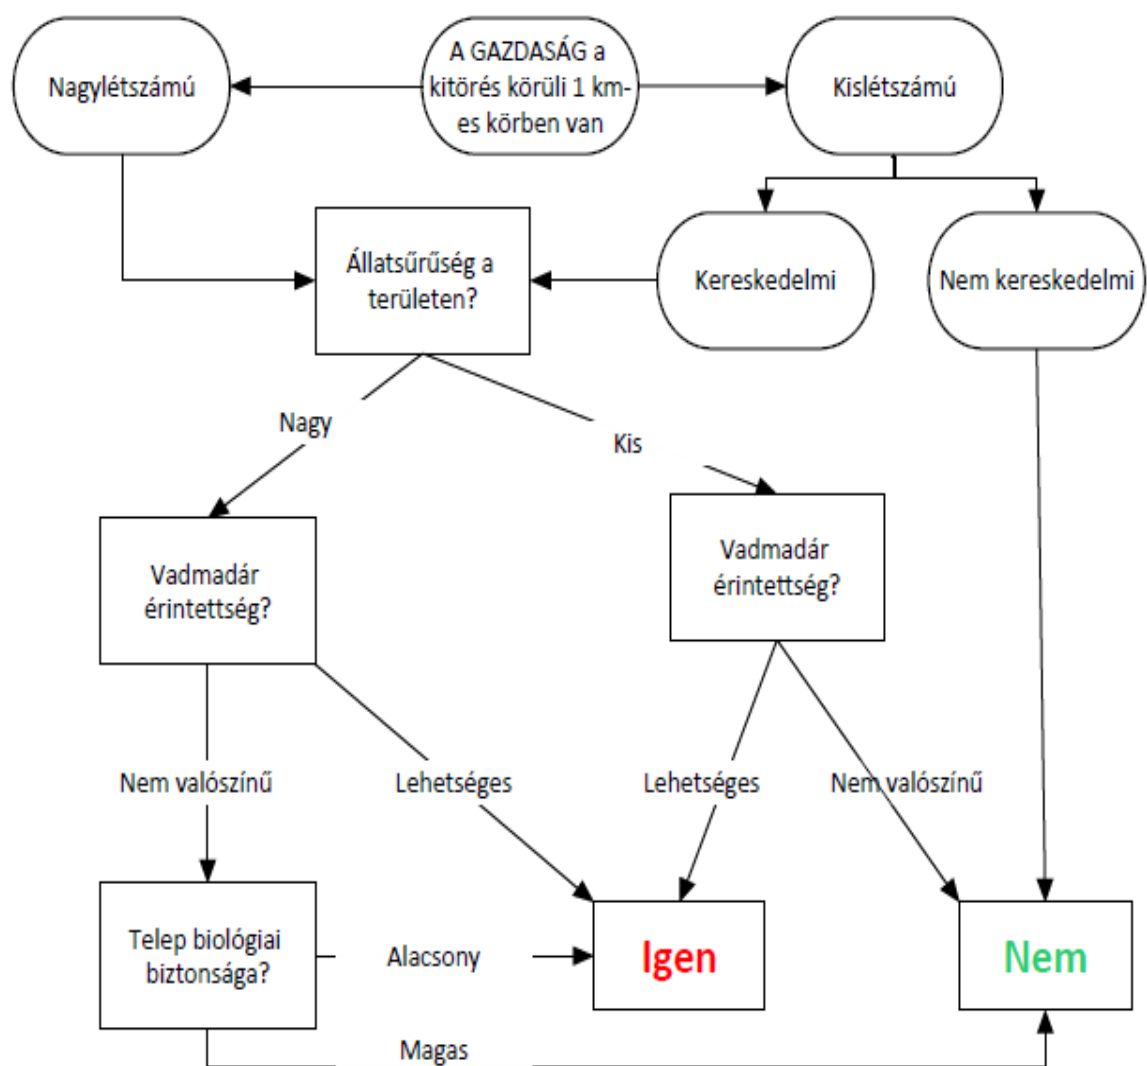 Nagylétszámú
A GAZDASÁG a
kitörés körüli 1 km-
es körben van
Kislétszámú
Állatsűrűség a
területen?
Kereskedelmi
Nem kereskedelmi
Nagy
Kis
Vadmadár
érintettség?
Vadmadár
érintettség?
Nem valószínű
Lehetséges
Lehetséges
Nem valószínű
Telep biológiai
biztonsága?
Alacsony
Igen
Nem
Magas